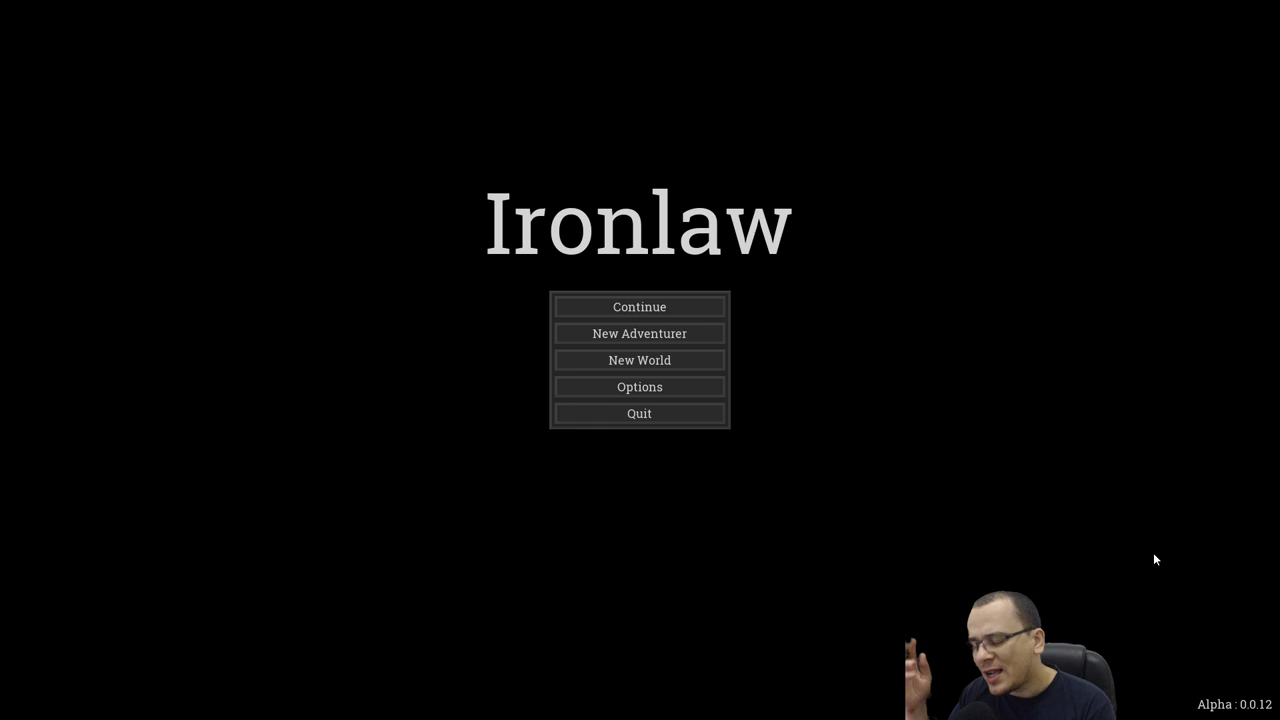 Ironlaw
Continue
New Adventurer
New World
Options
Quit
Alpha : 0.0.12